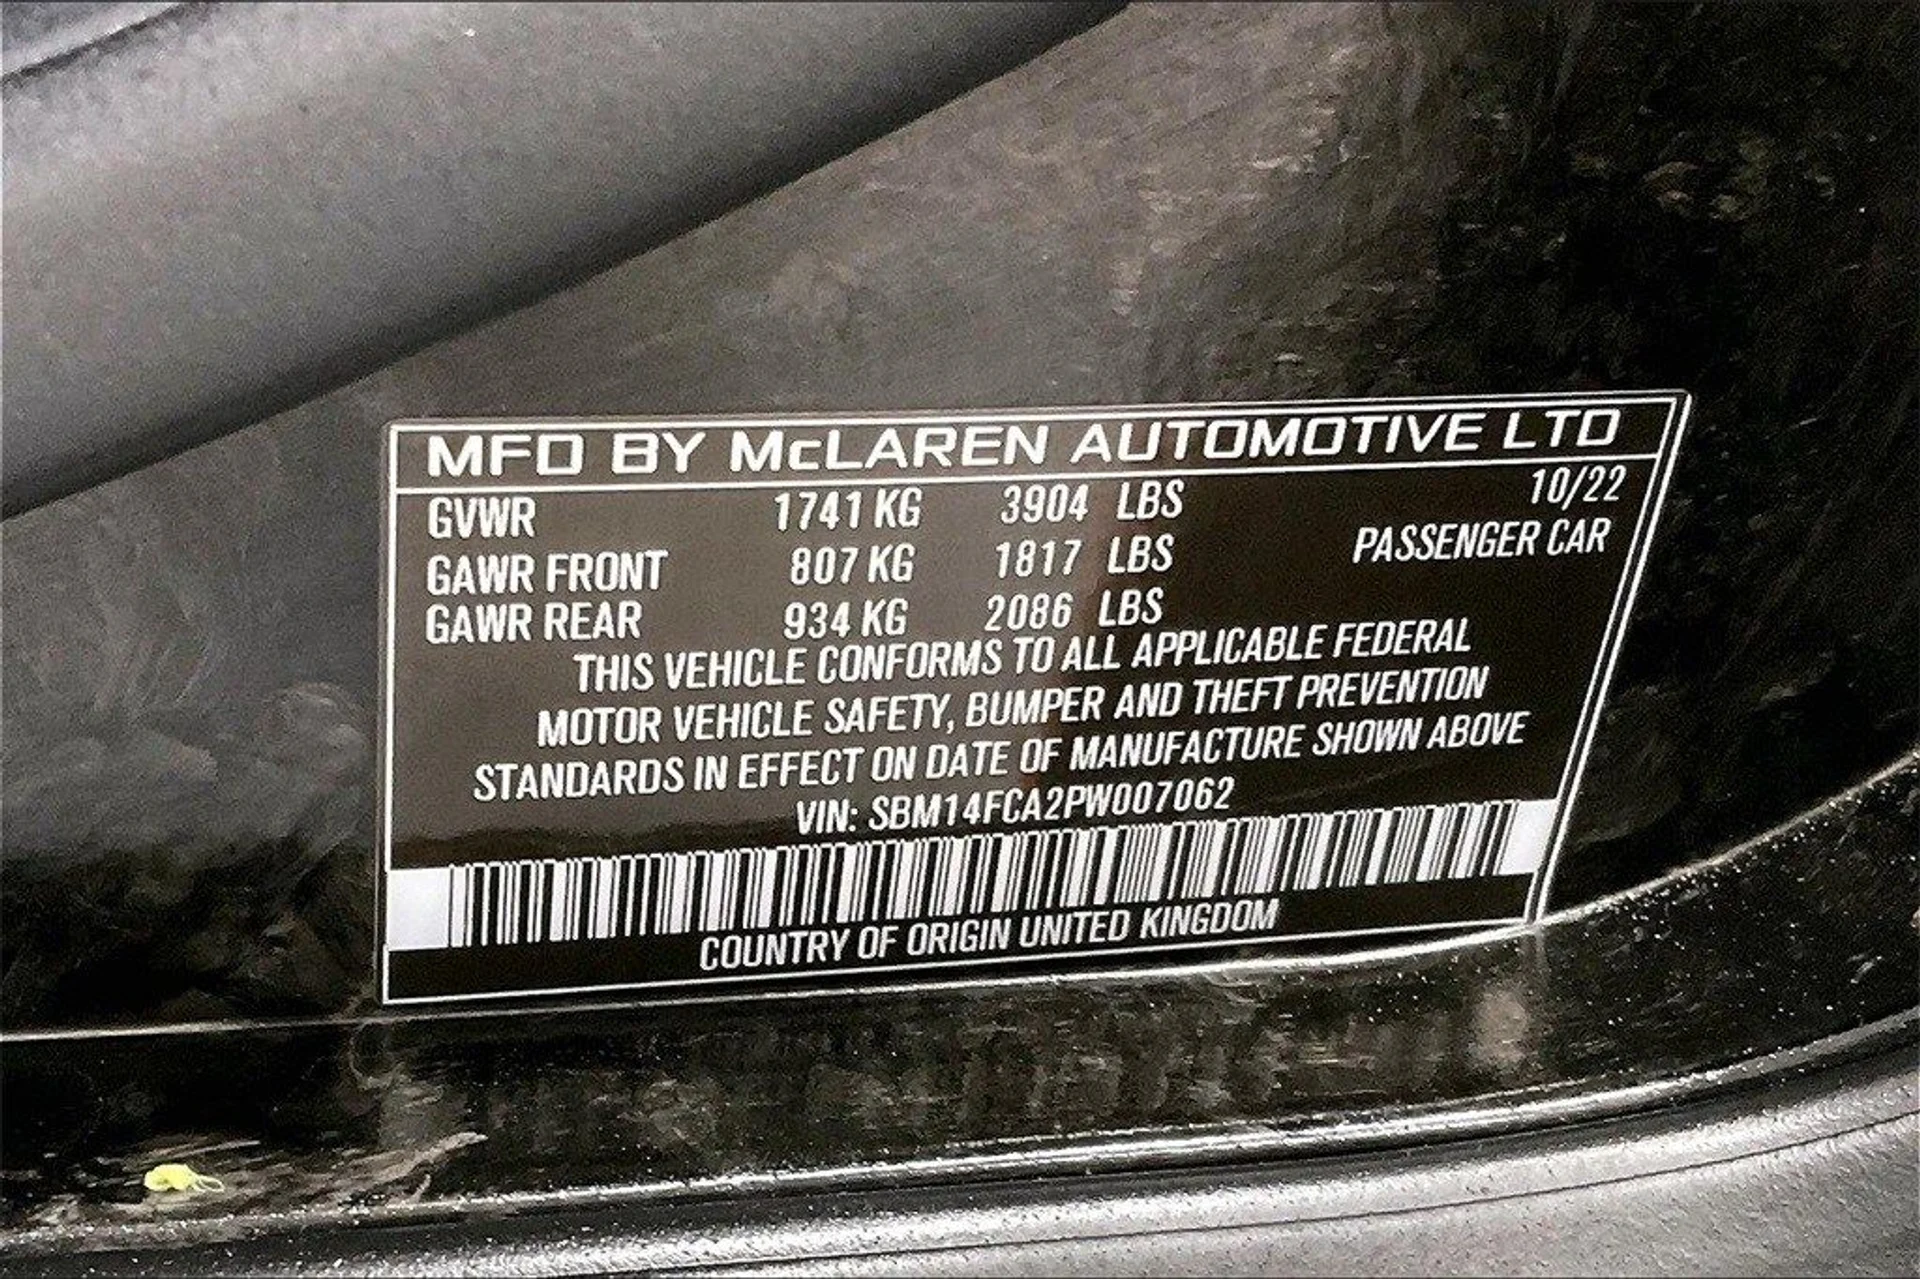 MFD BY McLAREN AUTOMOTIVE LTD
GVWR 1741 KG 3904 LBS 10/22
GAWR FRONT 807 KG 1817 LBS PASSENGER CAR
GAWR REAR 934 KG 2086 LBS
THIS VEHICLE CONFORMS TO ALL APPLICABLE FEDERAL
MOTOR VEHICLE SAFETY, BUMPER AND THEFT PREVENTION
STANDARDS IN EFFECT ON DATE OF MANUFACTURE SHOWN ABOVE
VIN: SBM14FCA2PW007062
COUNTRY OF ORIGIN UNITED KINGDOM